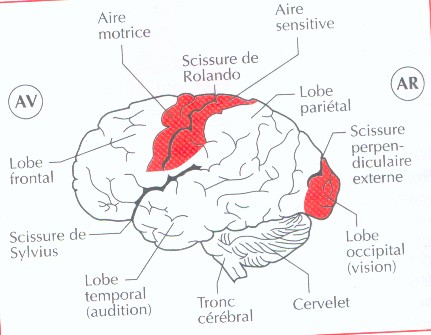 Aire
motrice
Aire
sensitive
Scissure de
Rolando
AV
AR
Lobe
pariétal
Scissure
perpen-
diculaire
externe
Lobe
frontal
Scissure de
Sylvius
Lobe
temporal
(audition)
Tronc
cérébral
Cervelet
Lobe
occipital
(vision)